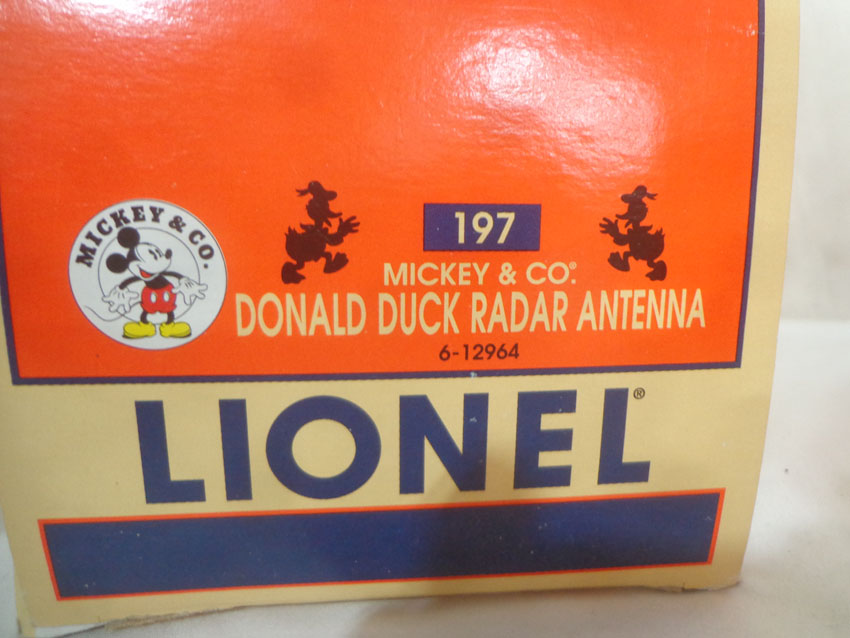 MICKEY & CO.
197
MICKEY & CO.®
DONALD DUCK RADAR ANTENNA
6-12964
LIONEL®